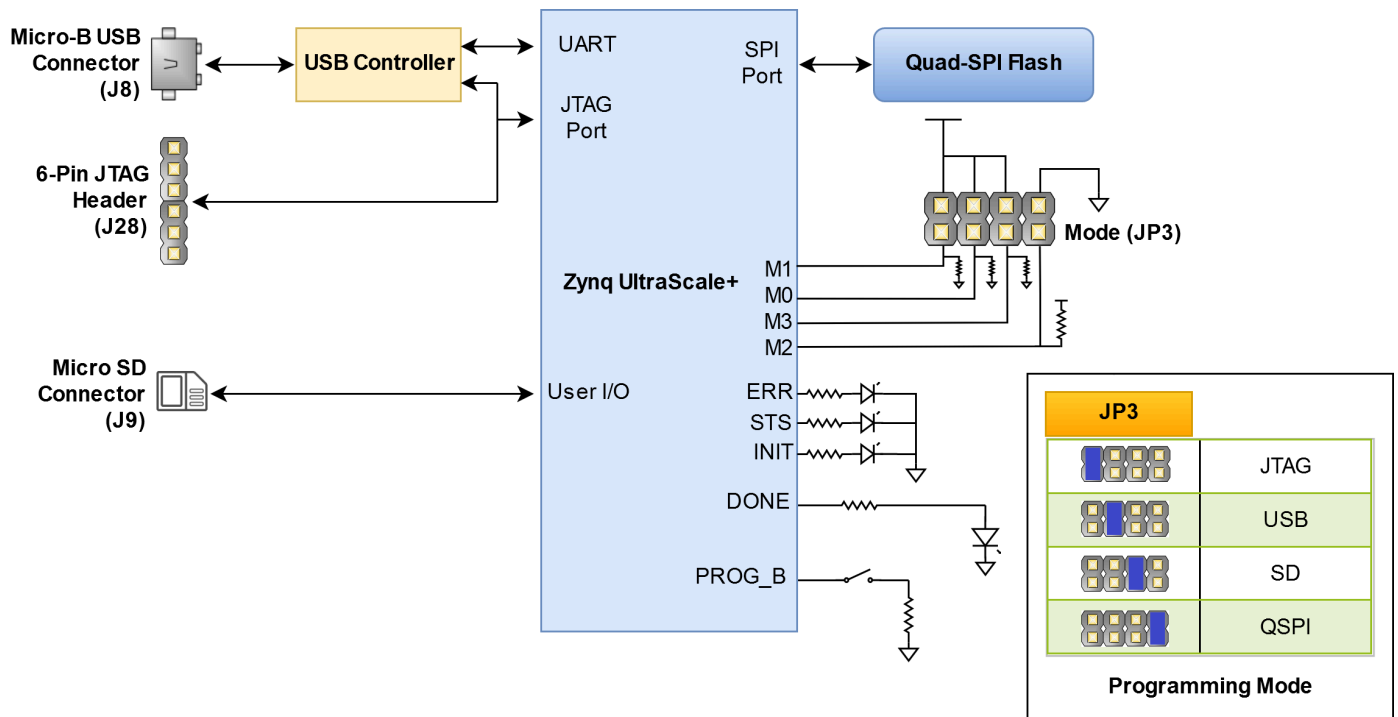 Micro-B USB
Connector
(J8)
USB Controller
UART
JTAG
Port
SPI
Port
Quad-SPI Flash
6-Pin JTAG
Header
(J28)
Mode (JP3)
Zynq UltraScale+
M1
M0
M3
M2
Micro SD
Connector
(J9)
User I/O
ERR
STS
INIT
DONE
PROG_B
JP3
JTAG
USB
SD
QSPI
Programming Mode